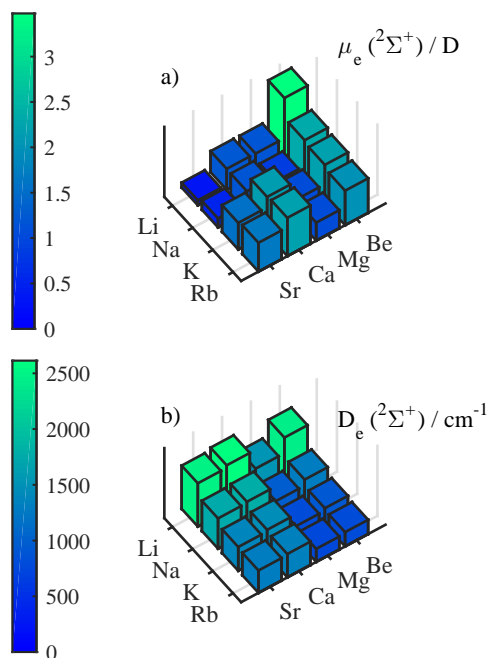 3
2.5
2
1.5
1
0.5
0
a)
μe (²Σ⁺) / D
Li
Na
K
Rb
Sr
Ca
Mg
Be
2500
2000
1500
1000
500
0
b)
De (²Σ⁺) / cm⁻¹
Li
Na
K
Rb
Sr
Ca
Mg
Be